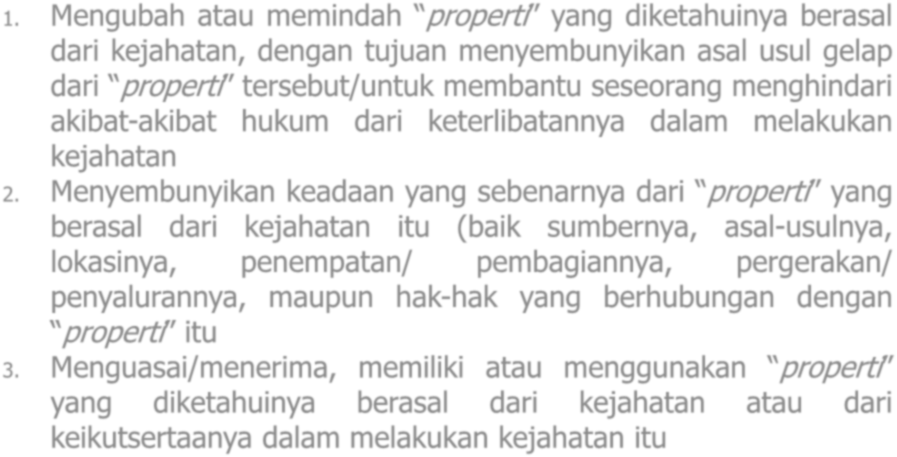 1. Mengubah atau memindah “properti” yang diketahuinya berasal
dari kejahatan, dengan tujuan menyembunyikan asal usul gelap
dari “properti” tersebut/untuk membantu seseorang menghindari
akibat-akibat hukum dari keterlibatannya dalam melakukan
kejahatan
2. Menyembunyikan keadaan yang sebenarnya dari “properti” yang
berasal dari kejahatan itu (baik sumbernya, asal-usulnya,
lokasinya, penempatan/ pembagiannya, pergerakan/
penyalurannya, maupun hak-hak yang berhubungan dengan
“properti” itu
3. Menguasai/menerima, memiliki atau menggunakan “properti”
yang diketahuinya berasal dari kejahatan atau dari
keikutsertaanya dalam melakukan kejahatan itu